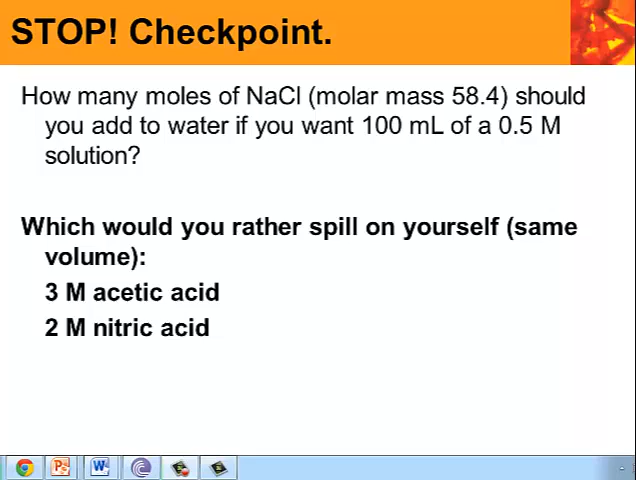 STOP! Checkpoint.
How many moles of NaCl (molar mass 58.4) should
you add to water if you want 100 mL of a 0.5 M
solution?
Which would you rather spill on yourself (same
volume):
3 M acetic acid
2 M nitric acid